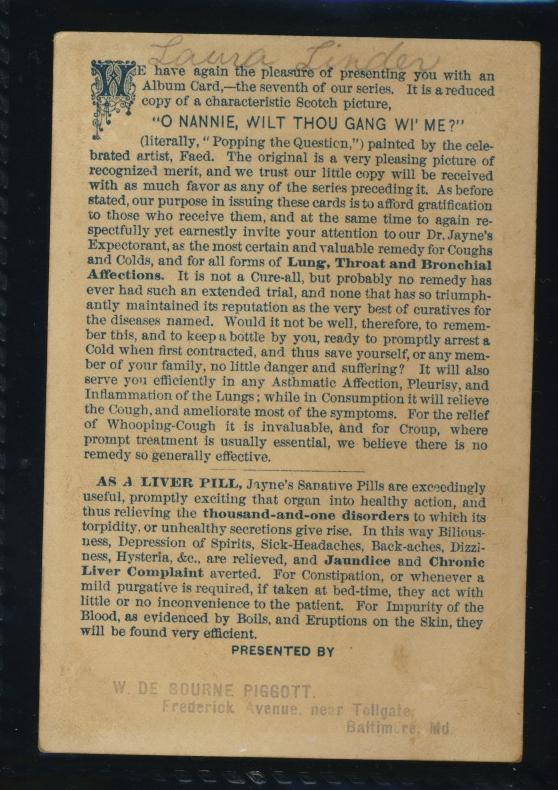 Laura Linder
WE have again the pleasure of presenting you with an
Album Card,—the seventh of our series. It is a reduced
copy of a characteristic Scotch picture,
"O NANNIE, WILT THOU GANG WI' ME?"
(literally, "Popping the Question,") painted by the cele-
brated artist, Faed. The original is a very pleasing picture of
recognized merit, and we trust our little copy will be received
with as much favor as any of the series preceding it. As before
stated, our purpose in issuing these cards is to afford gratification
to those who receive them, and at the same time to again re-
spectfully yet earnestly invite your attention to our Dr. Jayne's
Expectorant, as the most certain and valuable remedy for Coughs
and Colds, and for all forms of Lung, Throat and Bronchial
Affections. It is not a Cure-all, but probably no remedy has
ever had such an extended trial, and none that has so triumph-
antly maintained its reputation as the very best of curatives for
the diseases named. Would it not be well, therefore, to remem-
ber this, and to keep a bottle by you, ready to promptly arrest a
Cold when first contracted, and thus save yourself, or any mem-
ber of your family, no little danger and suffering? It will also
serve you efficiently in any Asthmatic Affection, Pleurisy, and
Inflammation of the Lungs; while in Consumption it will relieve
the Cough, and ameliorate most of the symptoms. For the relief
of Whooping-Cough it is invaluable, and for Croup, where
prompt treatment is usually essential, we believe there is no
remedy so generally effective.
AS A LIVER PILL, Jayne's Sanative Pills are exceedingly
useful, promptly exciting that organ into healthy action, and
thus relieving the thousand-and-one disorders to which its
torpidity, or unhealthy secretions give rise. In this way Bilious-
ness, Depression of Spirits, Sick-Headaches, Back-aches, Dizzi-
ness, Hysteria, &c., are relieved, and Jaundice and Chronic
Liver Complaint averted. For Constipation, or whenever a
mild purgative is required, if taken at bed-time, they act with
little or no inconvenience to the patient. For Impurity of the
Blood, as evidenced by Boils, and Eruptions on the Skin, they
will be found very efficient.
PRESENTED BY
W. DE BOURNE PIGGOTT.
Frederick Avenue, near Tollgate,
Baltimore, Md.